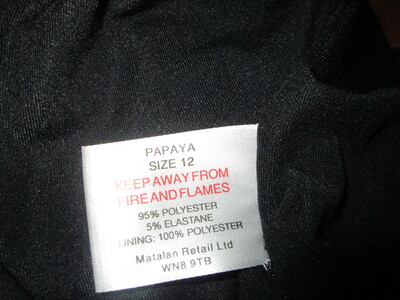 PAPAYA
SIZE 12
KEEP AWAY FROM
FIRE AND FLAMES
95% POLYESTER
5% ELASTANE
LINING: 100% POLYESTER
Matalan Retail Ltd
WN8 9TB